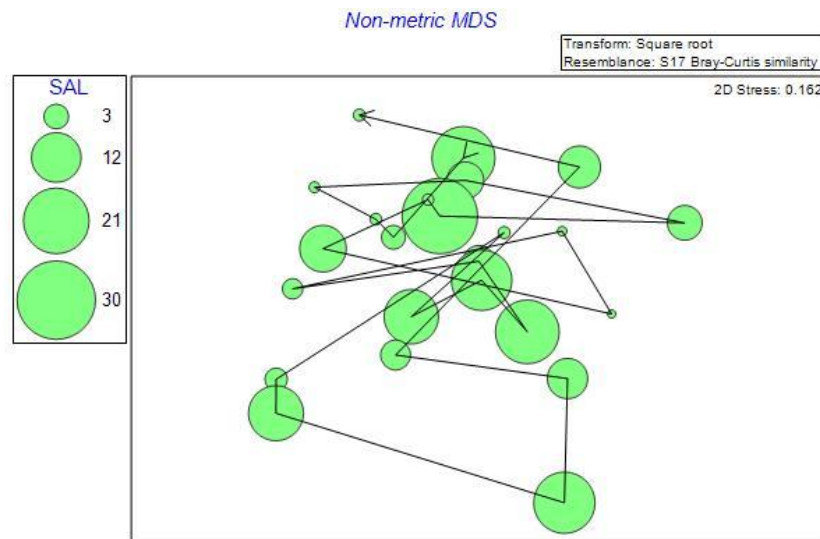 Non-metric MDS
Transform: Square root
Resemblance: S17 Bray-Curtis similarity
2D Stress: 0.162
SAL
3
12
21
30